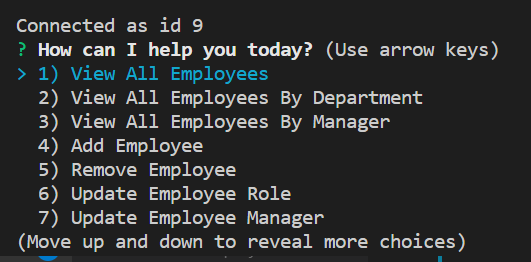 Connected as id 9
? How can I help you today? (Use arrow keys)
> 1) View All Employees
2) View All Employees By Department
3) View All Employees By Manager
4) Add Employee
5) Remove Employee
6) Update Employee Role
7) Update Employee Manager
(Move up and down to reveal more choices)